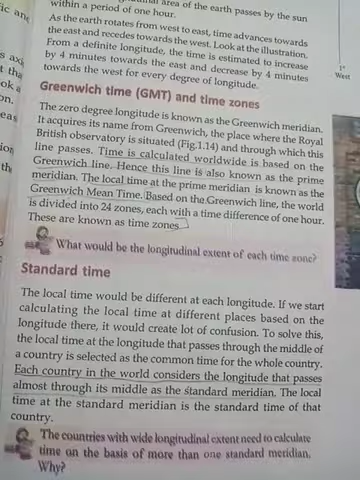 area of the earth passes by the sun
within a period of one hour.
As the earth rotates from west to east, time advances towards
the east and recedes towards the west. Look at the illustration.
From a definite longitude, the time is estimated to increase
by 4 minutes towards the east and decrease by 4 minutes
towards the west for every degree of longitude.
1°
West
Greenwich time (GMT) and time zones
The zero degree longitude is known as the Greenwich meridian.
It acquires its name from Greenwich, the place where the Royal
British observatory is situated (Fig.1.14) and through which this
line passes. Time is calculated worldwide is based on the
Greenwich line. Hence this line is also known as the prime
meridian. The local time at the prime meridian is known as the
Greenwich Mean Time. Based on the Greenwich line, the world
is divided into 24 zones, each with a time difference of one hour.
These are known as time zones
What would be the longitudinal extent of each time zone?
Standard time
The local time would be different at each longitude. If we start
calculating the local time at different places based on the
longitude there, it would create lot of confusion. To solve this,
the local time at the longitude that passes through the middle of
a country is selected as the common time for the whole country.
Each country in the world considers the longitude that passes
almost through its middle as the standard meridian. The local
time at the standard meridian is the standard time of that
country.
The countries with wide longitudinal extent need to calculate
time on the basis of more than one standard meridian.
Why?